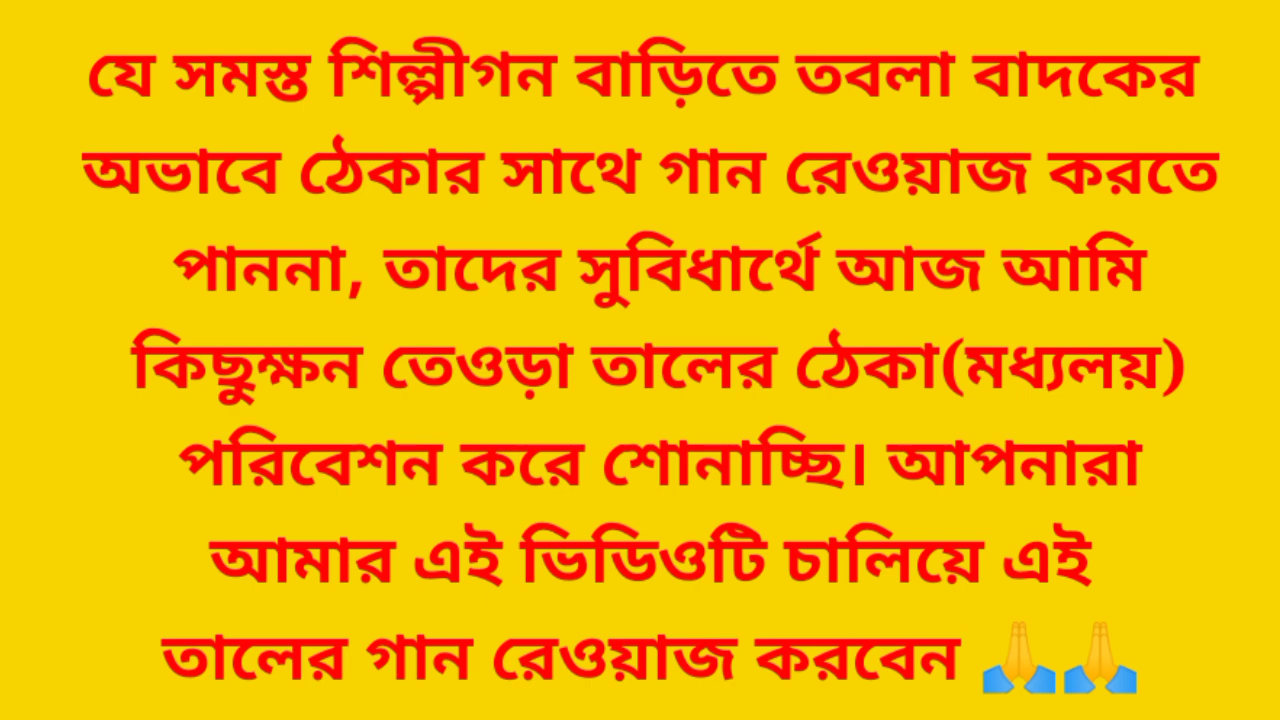 যে সমস্ত শিল্পীগন বাড়িতে তবলা বাদকের
অভাবে ঠেকার সাথে গান রেওয়াজ করতে
পাননা, তাদের সুবিধার্থে আজ আমি
কিছুক্ষন তেওড়া তালের ঠেকা(মধ্যলয়)
পরিবেশন করে শোনাচ্ছি। আপনারা
আমার এই ভিডিওটি চালিয়ে এই
তালের গান রেওয়াজ করবেন 🙏🙏